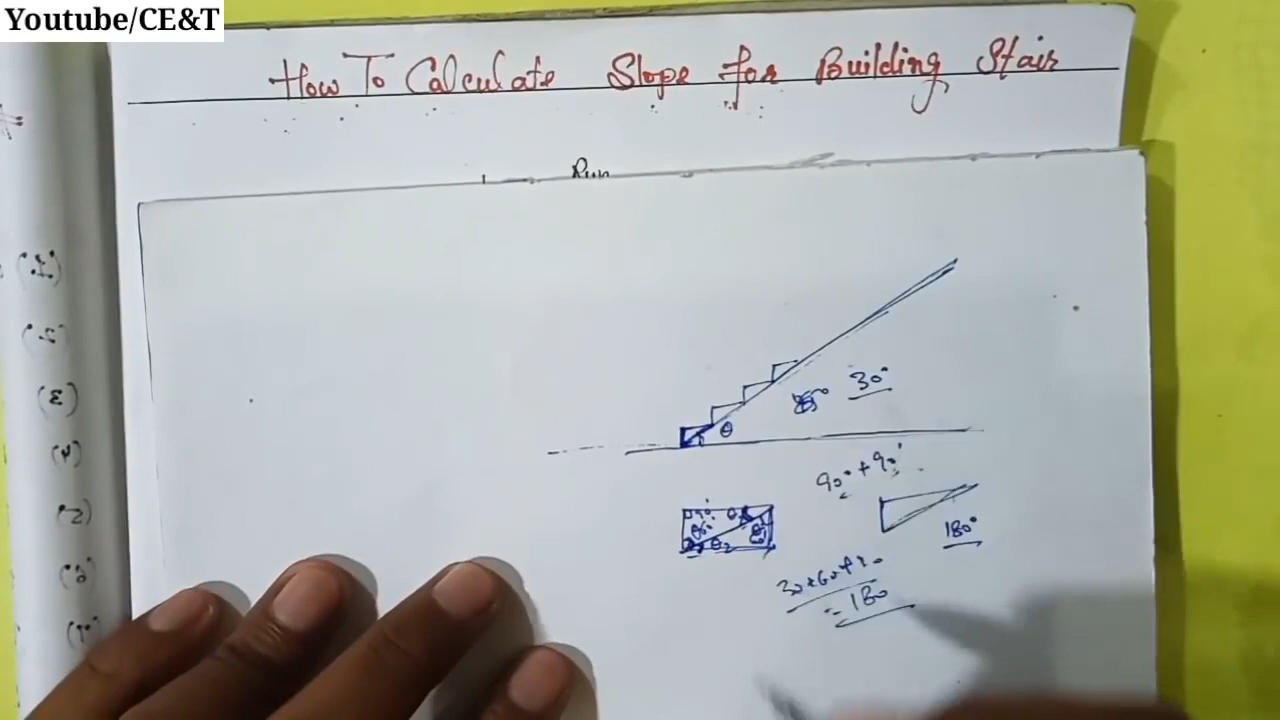 Youtube/CE&T
How To Calculate Slope for Building Stair
Run
30°
θ
90° + 90°
180°
30+60+90
= 180